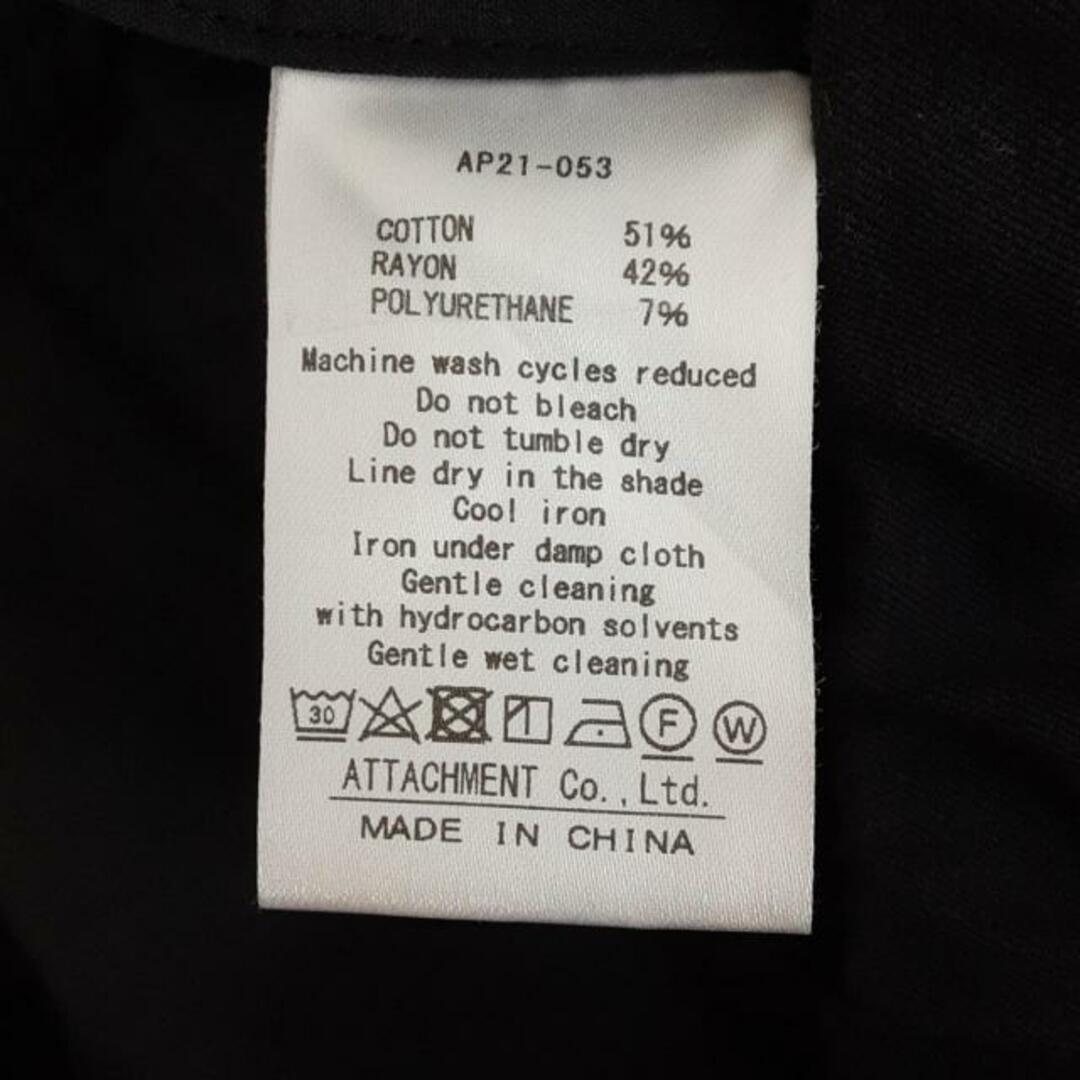 AP21-053
COTTON 51%
RAYON 42%
POLYURETHANE 7%
Machine wash cycles reduced
Do not bleach
Do not tumble dry
Line dry in the shade
Cool iron
Iron under damp cloth
Gentle cleaning
with hydrocarbon solvents
Gentle wet cleaning
30 F W
ATTACHMENT Co.,Ltd.
MADE IN CHINA